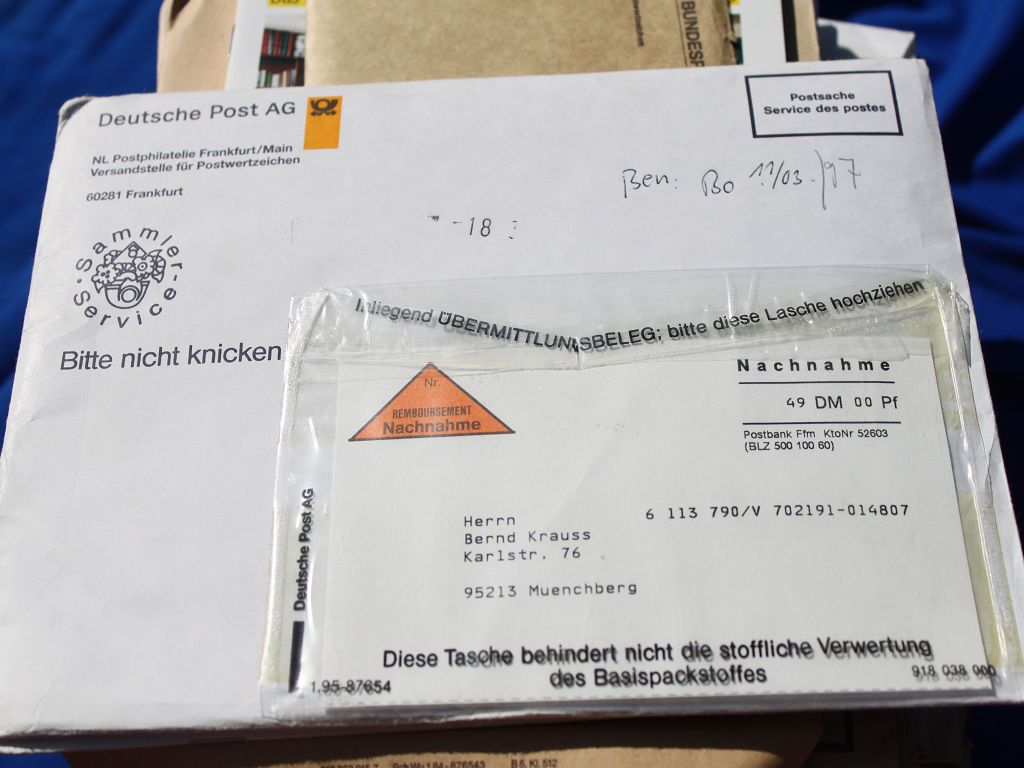 BUNDESP
Deutsche Post AG
Postsache
Service des postes
NL Postphilatelie Frankfurt/Main
Versandstelle für Postwertzeichen
60281 Frankfurt
Ben: Bo 11/03./97
-18
Sammler-
Service
Bitte nicht knicken
Inliegend ÜBERMITTLUNGSBELEG; bitte diese Lasche hochziehen
Nachnahme
49 DM 00 Pf
Postbank Ffm KtoNr 52603
(BLZ 500 100 60)
Nr.
REMBOURSEMENT
Nachnahme
6 113 790/V 702191-014807
Herrn
Bernd Krauss
Karlstr. 76
95213 Muenchberg
Deutsche Post AG
Diese Tasche behindert nicht die stoffliche Verwertung
des Basispackstoffes
918 038 000
1.95-87654
B 5, Kl. 512